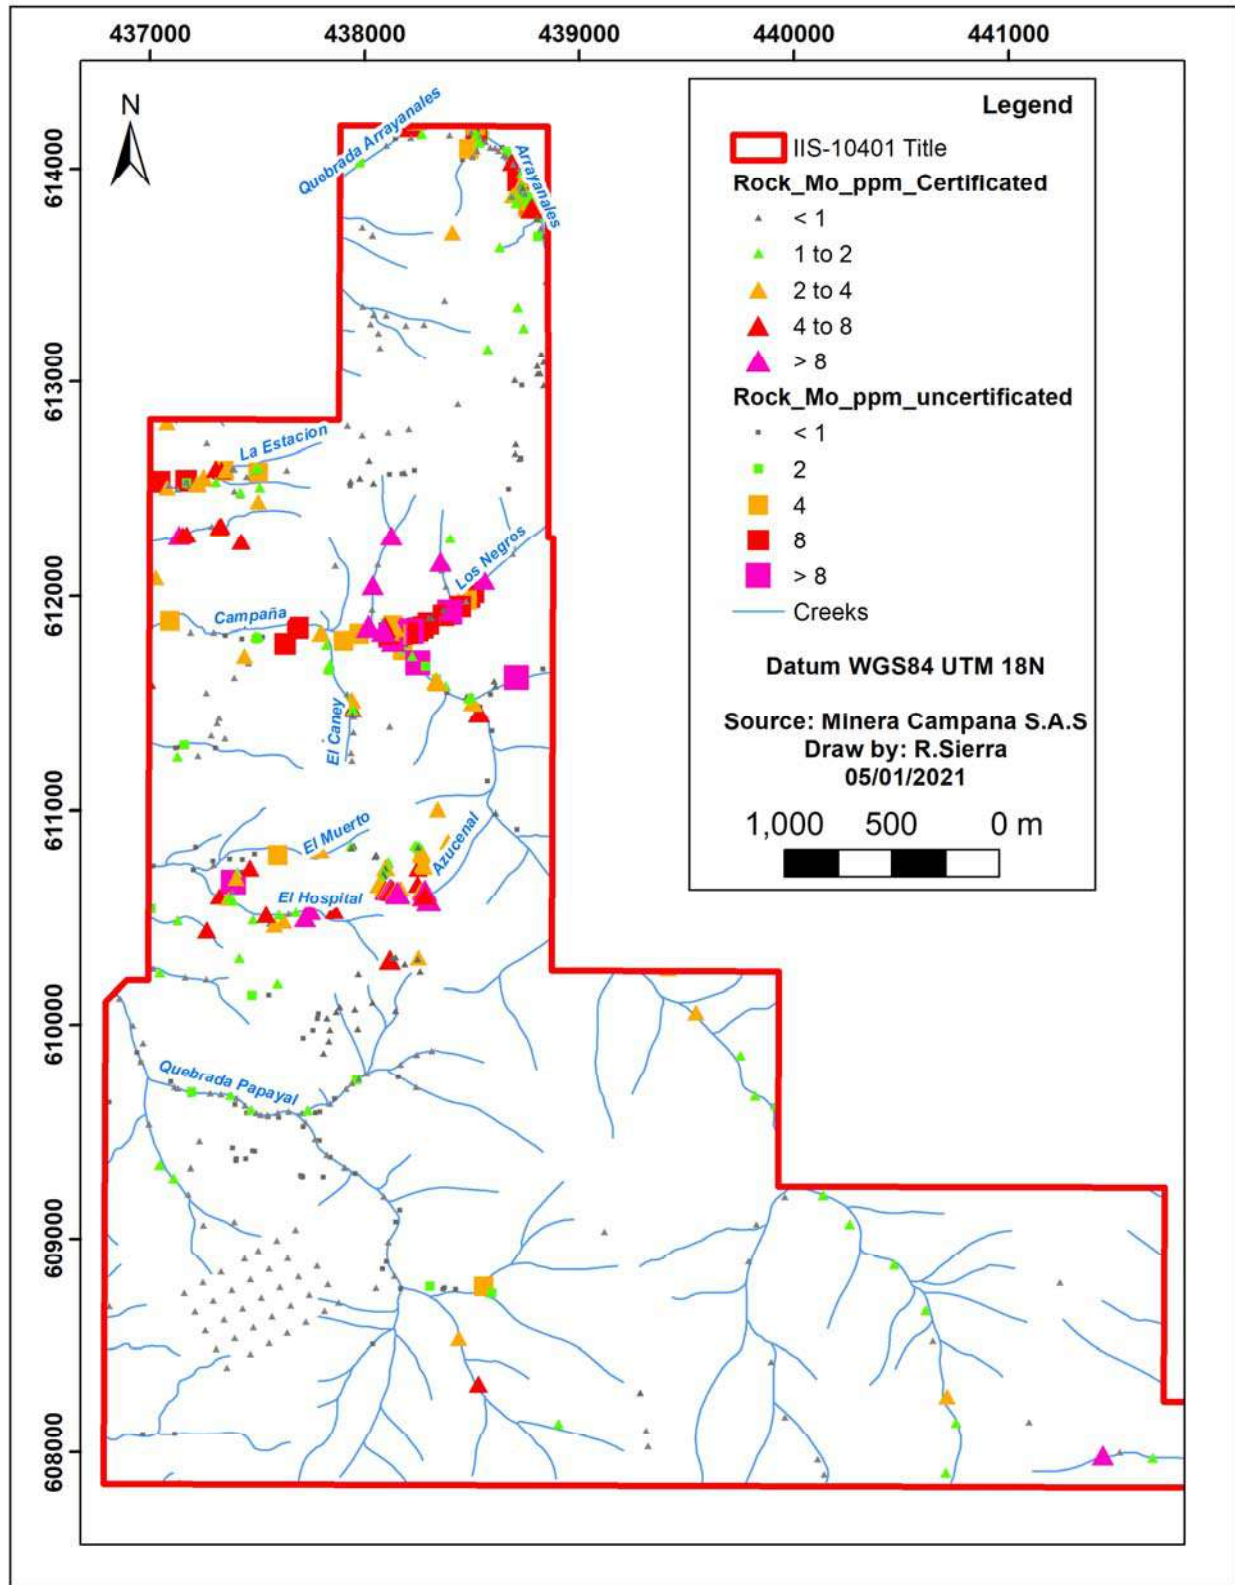 437000 438000 439000 440000 441000
N
614000
613000
612000
611000
610000
609000
608000
Quebrada Arrayanales
Arrayanales
La Estacion
Los Negros
Campaña
El Caney
El Muerto
Azucenal
El Hospital
Quebrada Papayal
Legend
IIS-10401 Title
Rock_Mo_ppm_Certificated
< 1
1 to 2
2 to 4
4 to 8
> 8
Rock_Mo_ppm_uncertificated
< 1
2
4
8
> 8
Creeks
Datum WGS84 UTM 18N
Source: Minera Campana S.A.S
Draw by: R.Sierra
05/01/2021
1,000 500 0 m